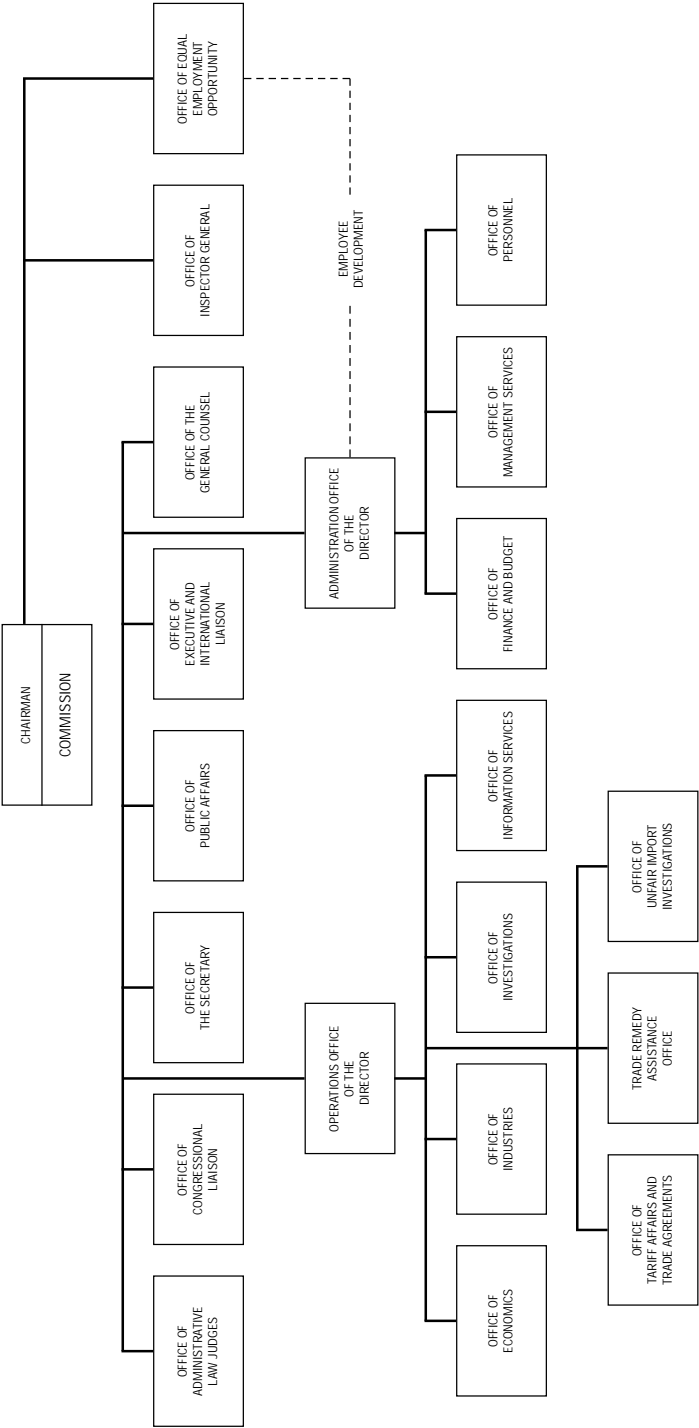 CHAIRMAN
COMMISSION
OFFICE OF
ADMINISTRATIVE
LAW JUDGES
OFFICE OF
CONGRESSIONAL
LIAISON
OFFICE OF
THE SECRETARY
OFFICE OF
PUBLIC AFFAIRS
OFFICE OF
EXECUTIVE AND
INTERNATIONAL
LIAISON
OFFICE OF THE
GENERAL COUNSEL
OFFICE OF
INSPECTOR GENERAL
OFFICE OF EQUAL
EMPLOYMENT
OPPORTUNITY
OPERATIONS OFFICE
OF THE
DIRECTOR
ADMINISTRATION OFFICE
OF THE
DIRECTOR
EMPLOYEE
DEVELOPMENT
OFFICE OF
ECONOMICS
OFFICE OF
INDUSTRIES
OFFICE OF
INVESTIGATIONS
OFFICE OF
INFORMATION SERVICES
OFFICE OF
FINANCE AND BUDGET
OFFICE OF
MANAGEMENT SERVICES
OFFICE OF
PERSONNEL
OFFICE OF
TARIFF AFFAIRS AND
TRADE AGREEMENTS
TRADE REMEDY
ASSISTANCE
OFFICE
OFFICE OF
UNFAIR IMPORT
INVESTIGATIONS